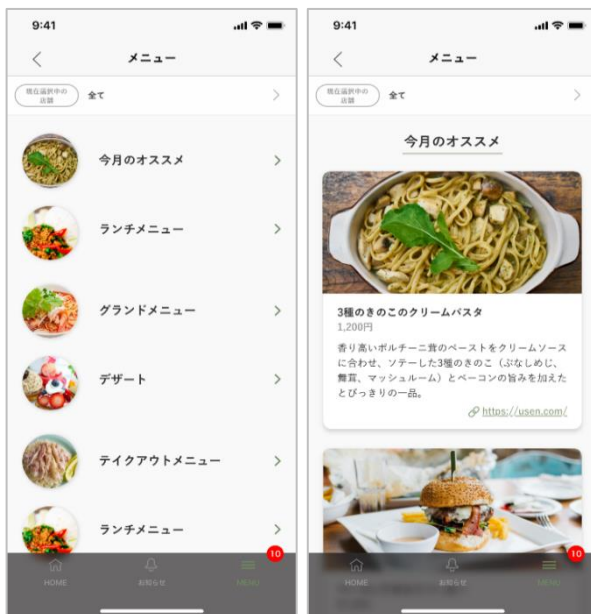 9:41
メニュー
現在選択中の
店舗
全て
今月のオススメ
ランチメニュー
グランドメニュー
デザート
テイクアウトメニュー
ランチメニュー
10
HOME
お知らせ
MENU
9:41
メニュー
現在選択中の
店舗
全て
今月のオススメ
3種のきのこのクリームパスタ
1,200円
香り高いポルチーニ茸のペーストをクリームソース
に合わせ、ソテーした3種のきのこ（ぶなしめじ、
舞茸、マッシュルーム）とベーコンの旨みを加えた
とびっきりの一品。
https://usen.com/
10
HOME
お知らせ
MENU